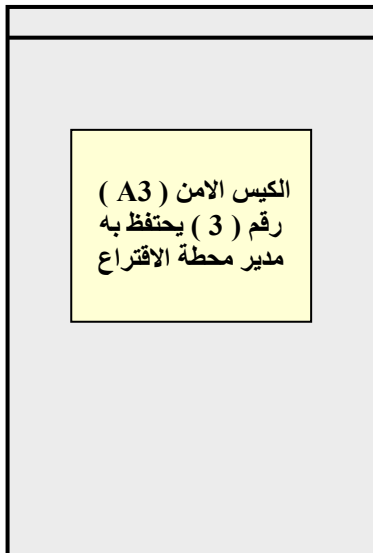 الكيس الامن ( A3 )
رقم ( 3 ) يحتفظ به
مدير محطة الاقتراع